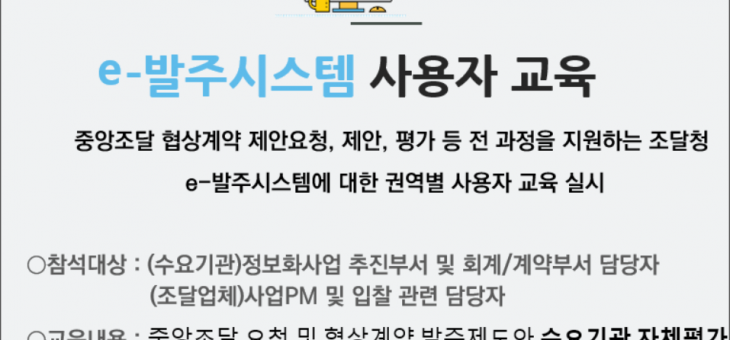 e-발주시스템 사용자 교육
중앙조달 협상계약 제안요청, 제안, 평가 등 전 과정을 지원하는 조달청
e-발주시스템에 대한 권역별 사용자 교육 실시
○참석대상 : (수요기관)정보화사업 추진부서 및 회계/계약부서 담당자
(조달업체)사업PM 및 입찰 관련 담당자
○교육내용 : 중앙조달 요청 및 협상계약 발주제도와 수요기관 자체평가